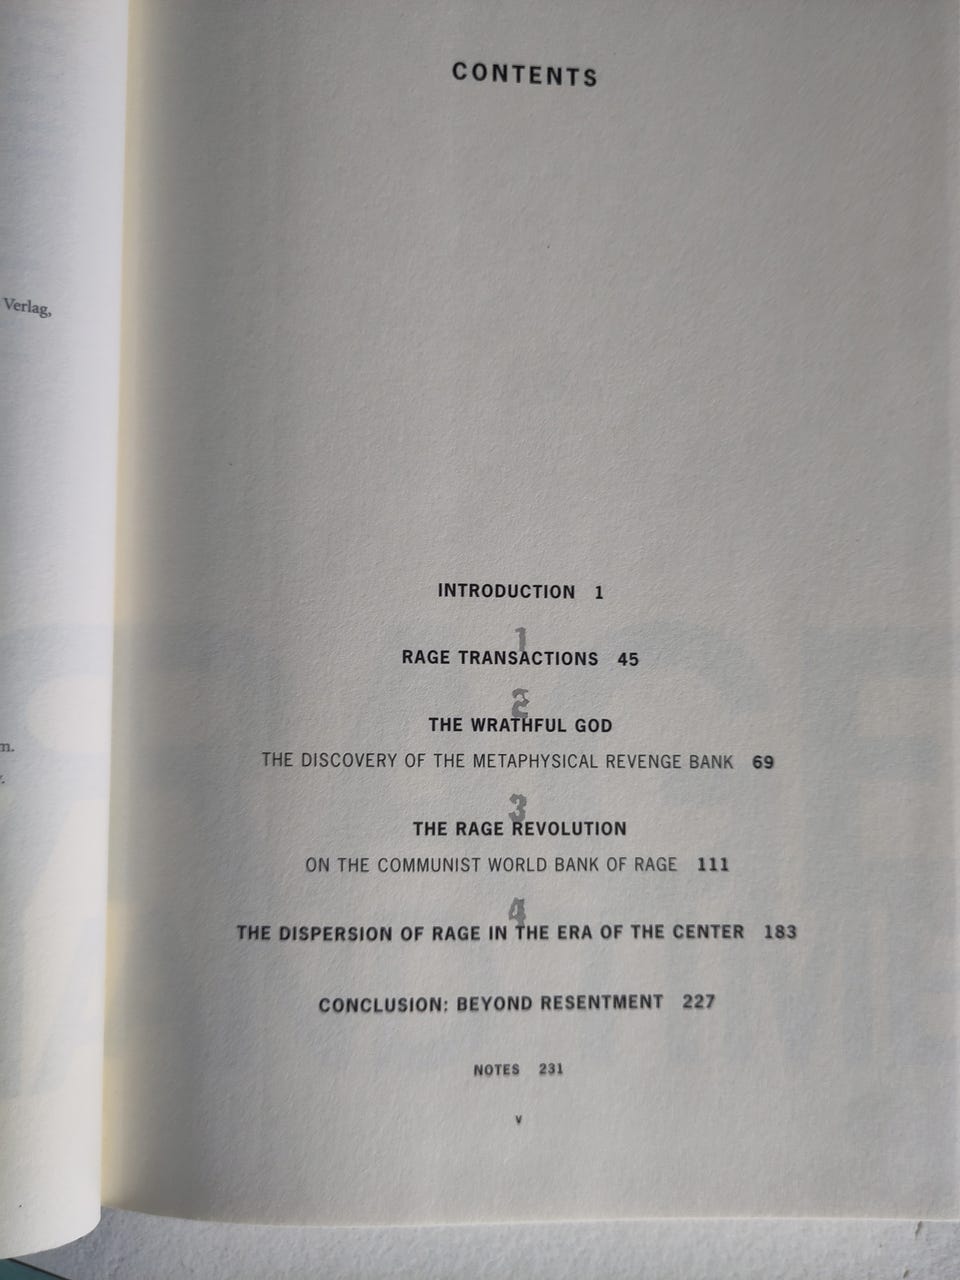 Verlag,
m.
CONTENTS
INTRODUCTION 1
1
RAGE TRANSACTIONS 45
2
THE WRATHFUL GOD
THE DISCOVERY OF THE METAPHYSICAL REVENGE BANK 69
3
THE RAGE REVOLUTION
ON THE COMMUNIST WORLD BANK OF RAGE 111
4
THE DISPERSION OF RAGE IN THE ERA OF THE CENTER 183
CONCLUSION: BEYOND RESENTMENT 227
NOTES 231
v